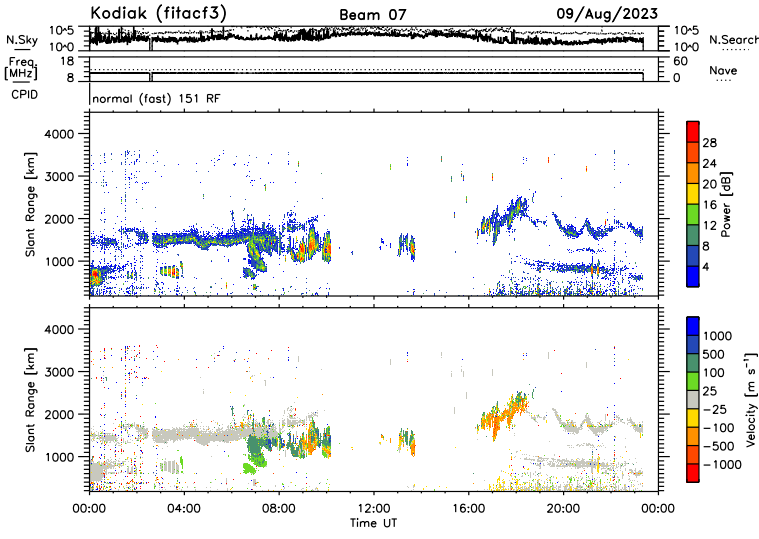 Kodiak (fitacf3) Beam 07 09/Aug/2023
N.Sky 10^5 10^5 N.Search
10^0 10^0
Freq. 18 60
[MHz] 8 0 Nave
CPID normal (fast) 151 RF
4000
3000
2000
1000
Slant Range [km]
28
24
20
16
12
8
4
Power [dB]
4000
3000
2000
1000
Slant Range [km]
1000
500
100
25
-25
-100
-500
-1000
Velocity [m s⁻¹]
00:00 04:00 08:00 12:00 16:00 20:00 00:00
Time UT